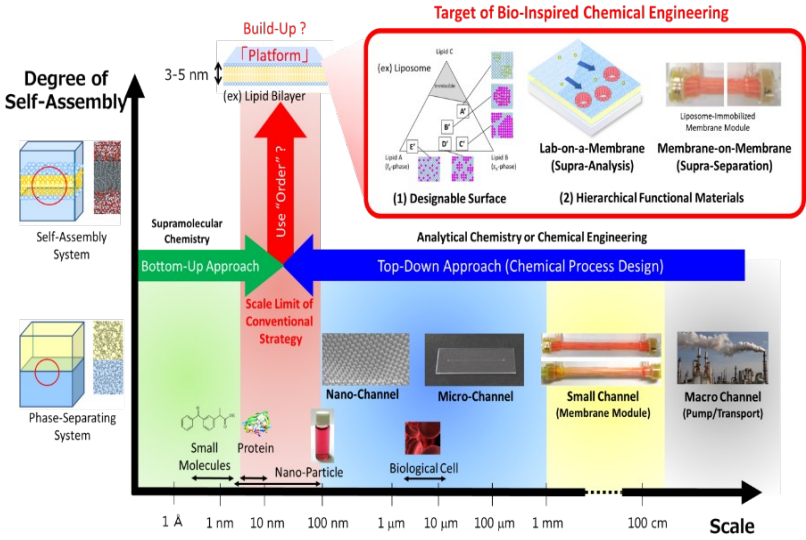 Target of Bio-Inspired Chemical Engineering
Build-Up ?
「Platform」
3-5 nm
(ex) Lipid Bilayer
Degree of
Self-Assembly
Use "Order" ?
Lipid C
(ex) Liposome
Immiscible
A'
B'
C'
D'
E'
Lipid A
Lipid B
(1) Designable Surface
Lab-on-a-Membrane
(Supra-Analysis)
Liposome-Immobilized
Membrane Module
Membrane-on-Membrane
(Supra-Separation)
(2) Hierarchical Functional Materials
Self-Assembly
System
Supramolecular
Chemistry
Analytical Chemistry or Chemical Engineering
Bottom-Up Approach
Top-Down Approach (Chemical Process Design)
Scale Limit of
Conventional
Strategy
Phase-Separating
System
Nano-Channel
Micro-Channel
Small Channel
(Membrane Module)
Macro Channel
(Pump/Transport)
Small
Molecules
Protein
Nano-Particle
Biological Cell
1 Å
1 nm
10 nm
100 nm
1 μm
10 μm
100 μm
1 mm
100 cm
Scale